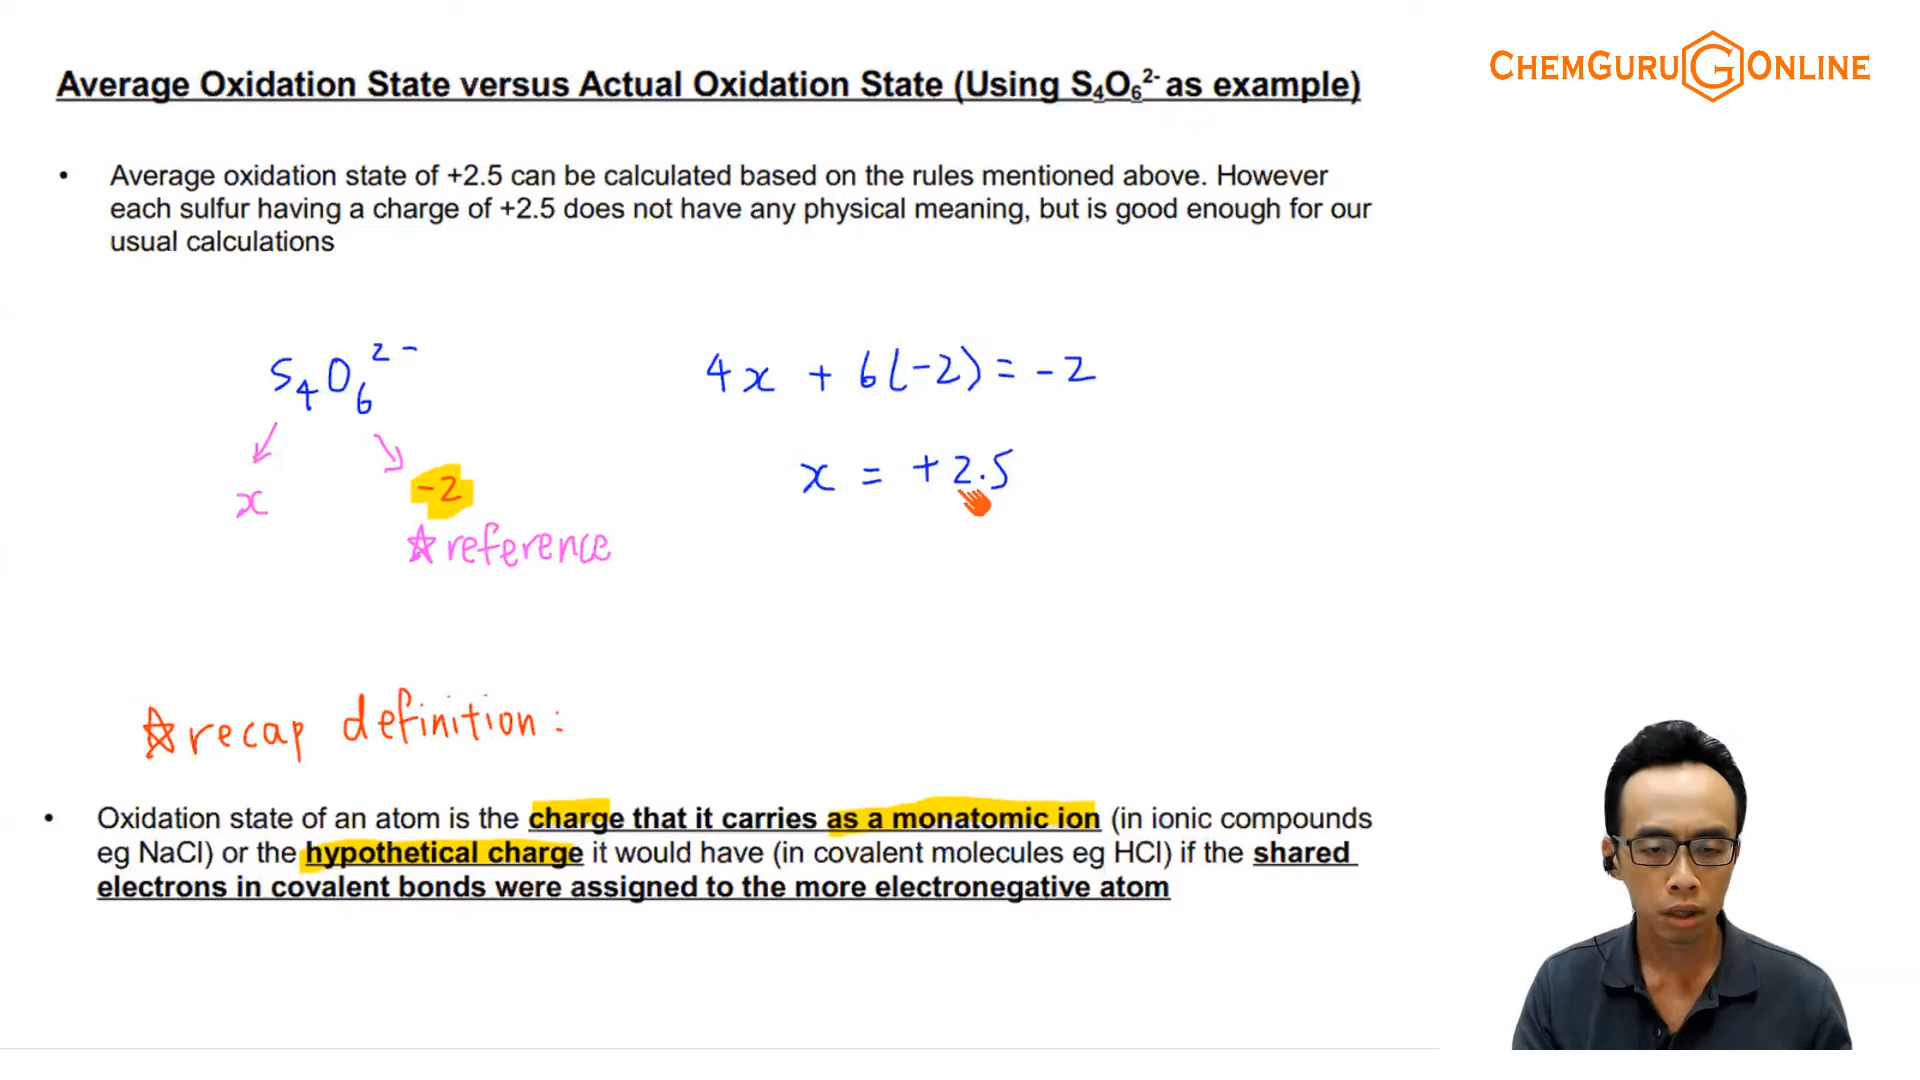 CHEMGURU G ONLINE
Average Oxidation State versus Actual Oxidation State (Using S₄O₆²⁻ as example)
• Average oxidation state of +2.5 can be calculated based on the rules mentioned above. However
each sulfur having a charge of +2.5 does not have any physical meaning, but is good enough for our
usual calculations
S₄O₆²⁻
4x + 6(-2) = -2
x
-2
x = +2.5
☆ reference
☆ recap definition:
• Oxidation state of an atom is the charge that it carries as a monatomic ion (in ionic compounds
eg NaCl) or the hypothetical charge it would have (in covalent molecules eg HCl) if the shared
electrons in covalent bonds were assigned to the more electronegative atom